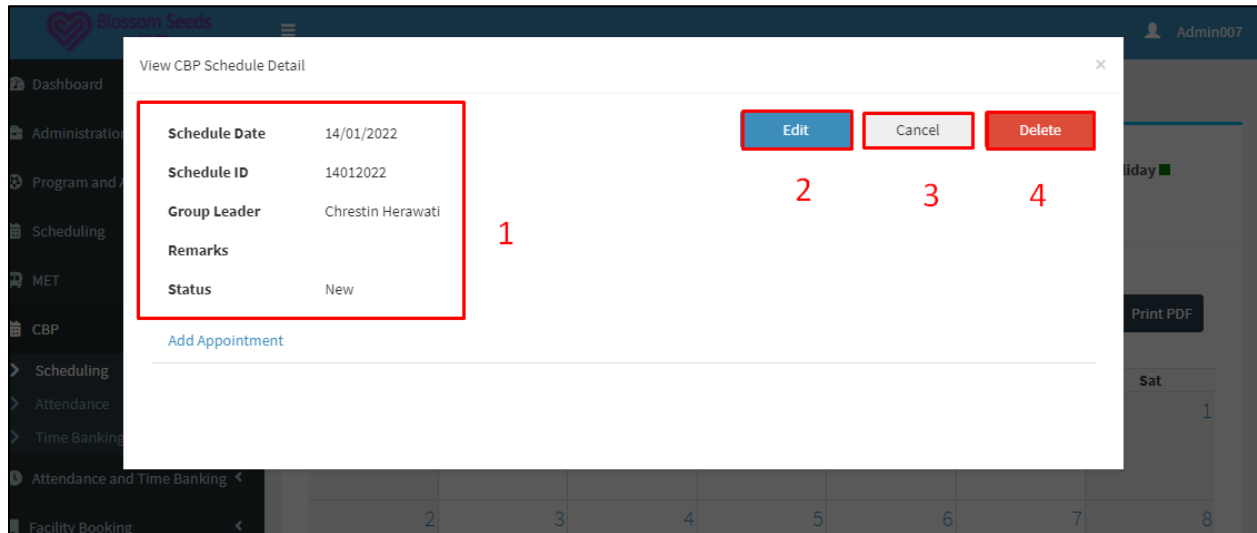 Blossom Seeds
Admin007
View CBP Schedule Detail
×
Dashboard
Administration
Program and A
Scheduling
MET
CBP
Scheduling
Attendance
Time Banking
Attendance and Time Banking
Facility Booking
Schedule Date 14/01/2022
Schedule ID 14012022
Group Leader Chrestin Herawati
Remarks
Status New
1
Edit Cancel Delete
2 3 4
Add Appointment
liday
Print PDF
Sat
1
2 3 4 5 6 7 8